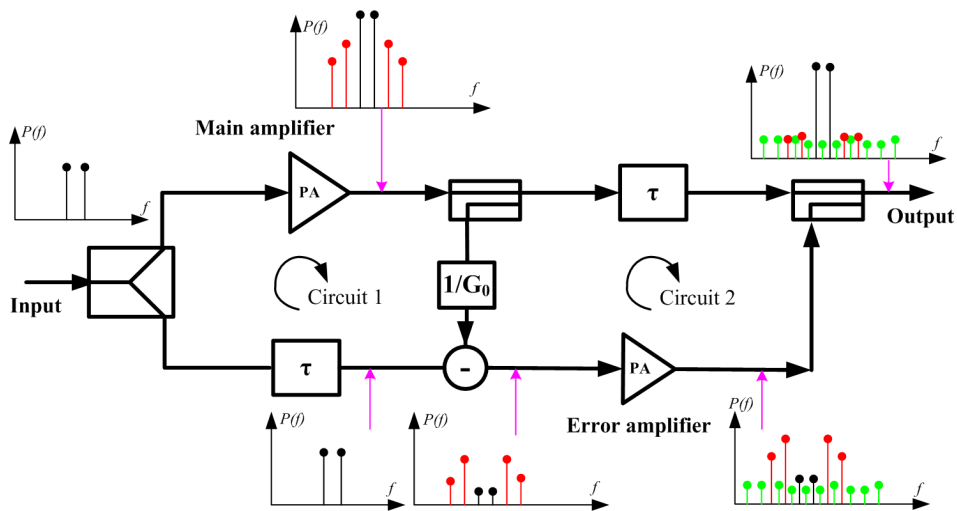 P(f)
f
P(f)
f
Main amplifier
P(f)
f
PA
τ
Output
Input
Circuit 1
1/G₀
Circuit 2
τ
-
PA
Error amplifier
P(f)
f
P(f)
f
P(f)
f